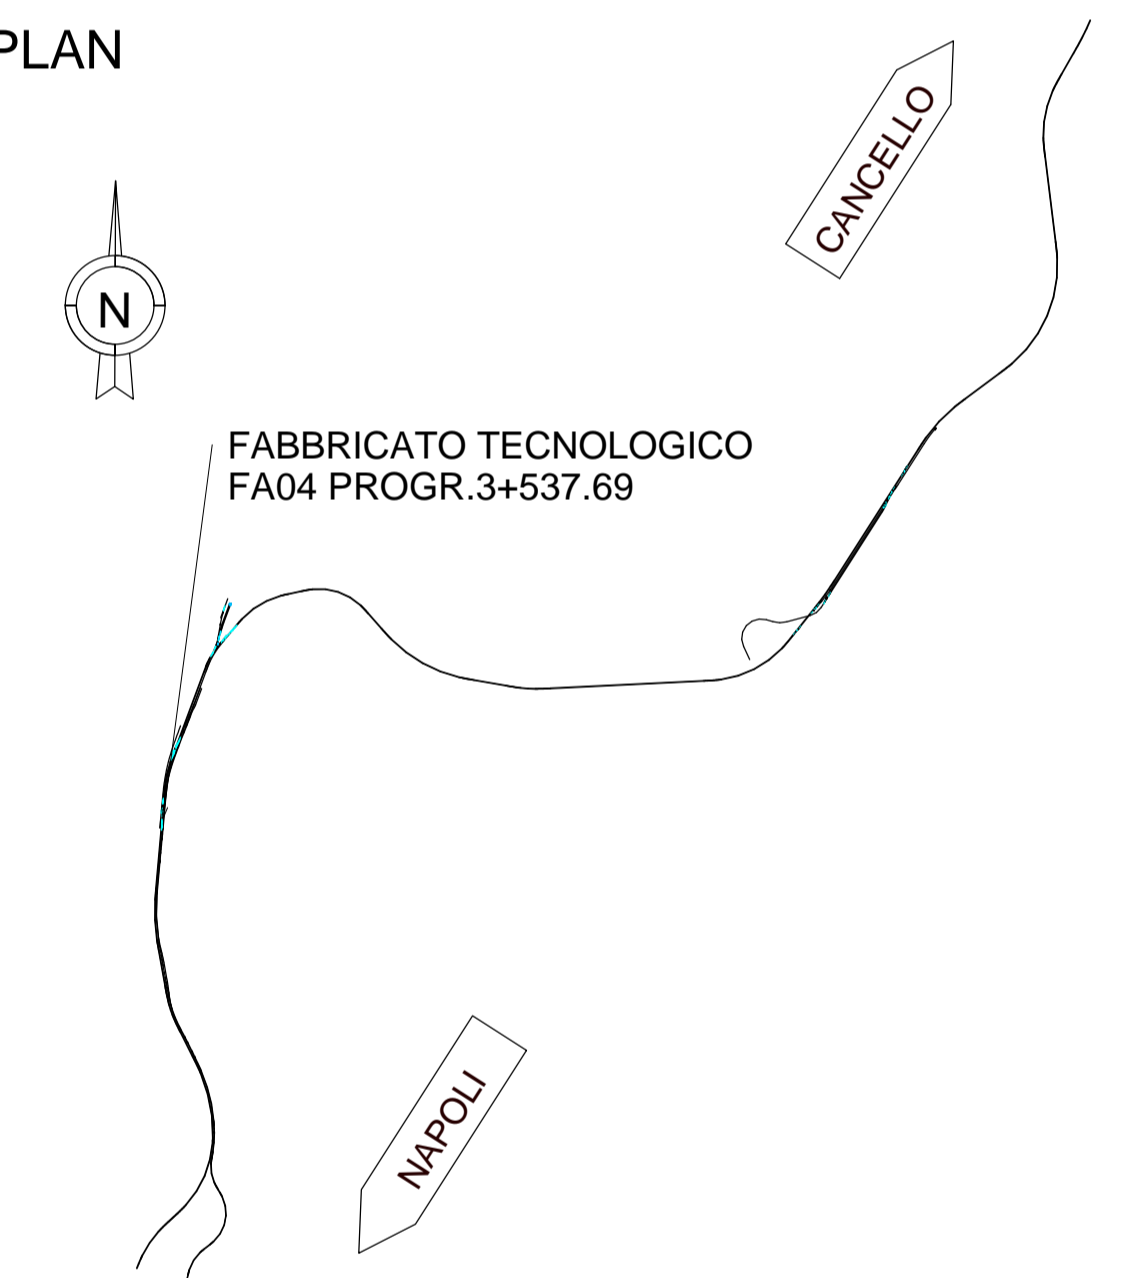 PLAN
CANCELLO
N
FABBRICATO TECNOLOGICO
FA04 PROGR.3+537.69
NAPOLI